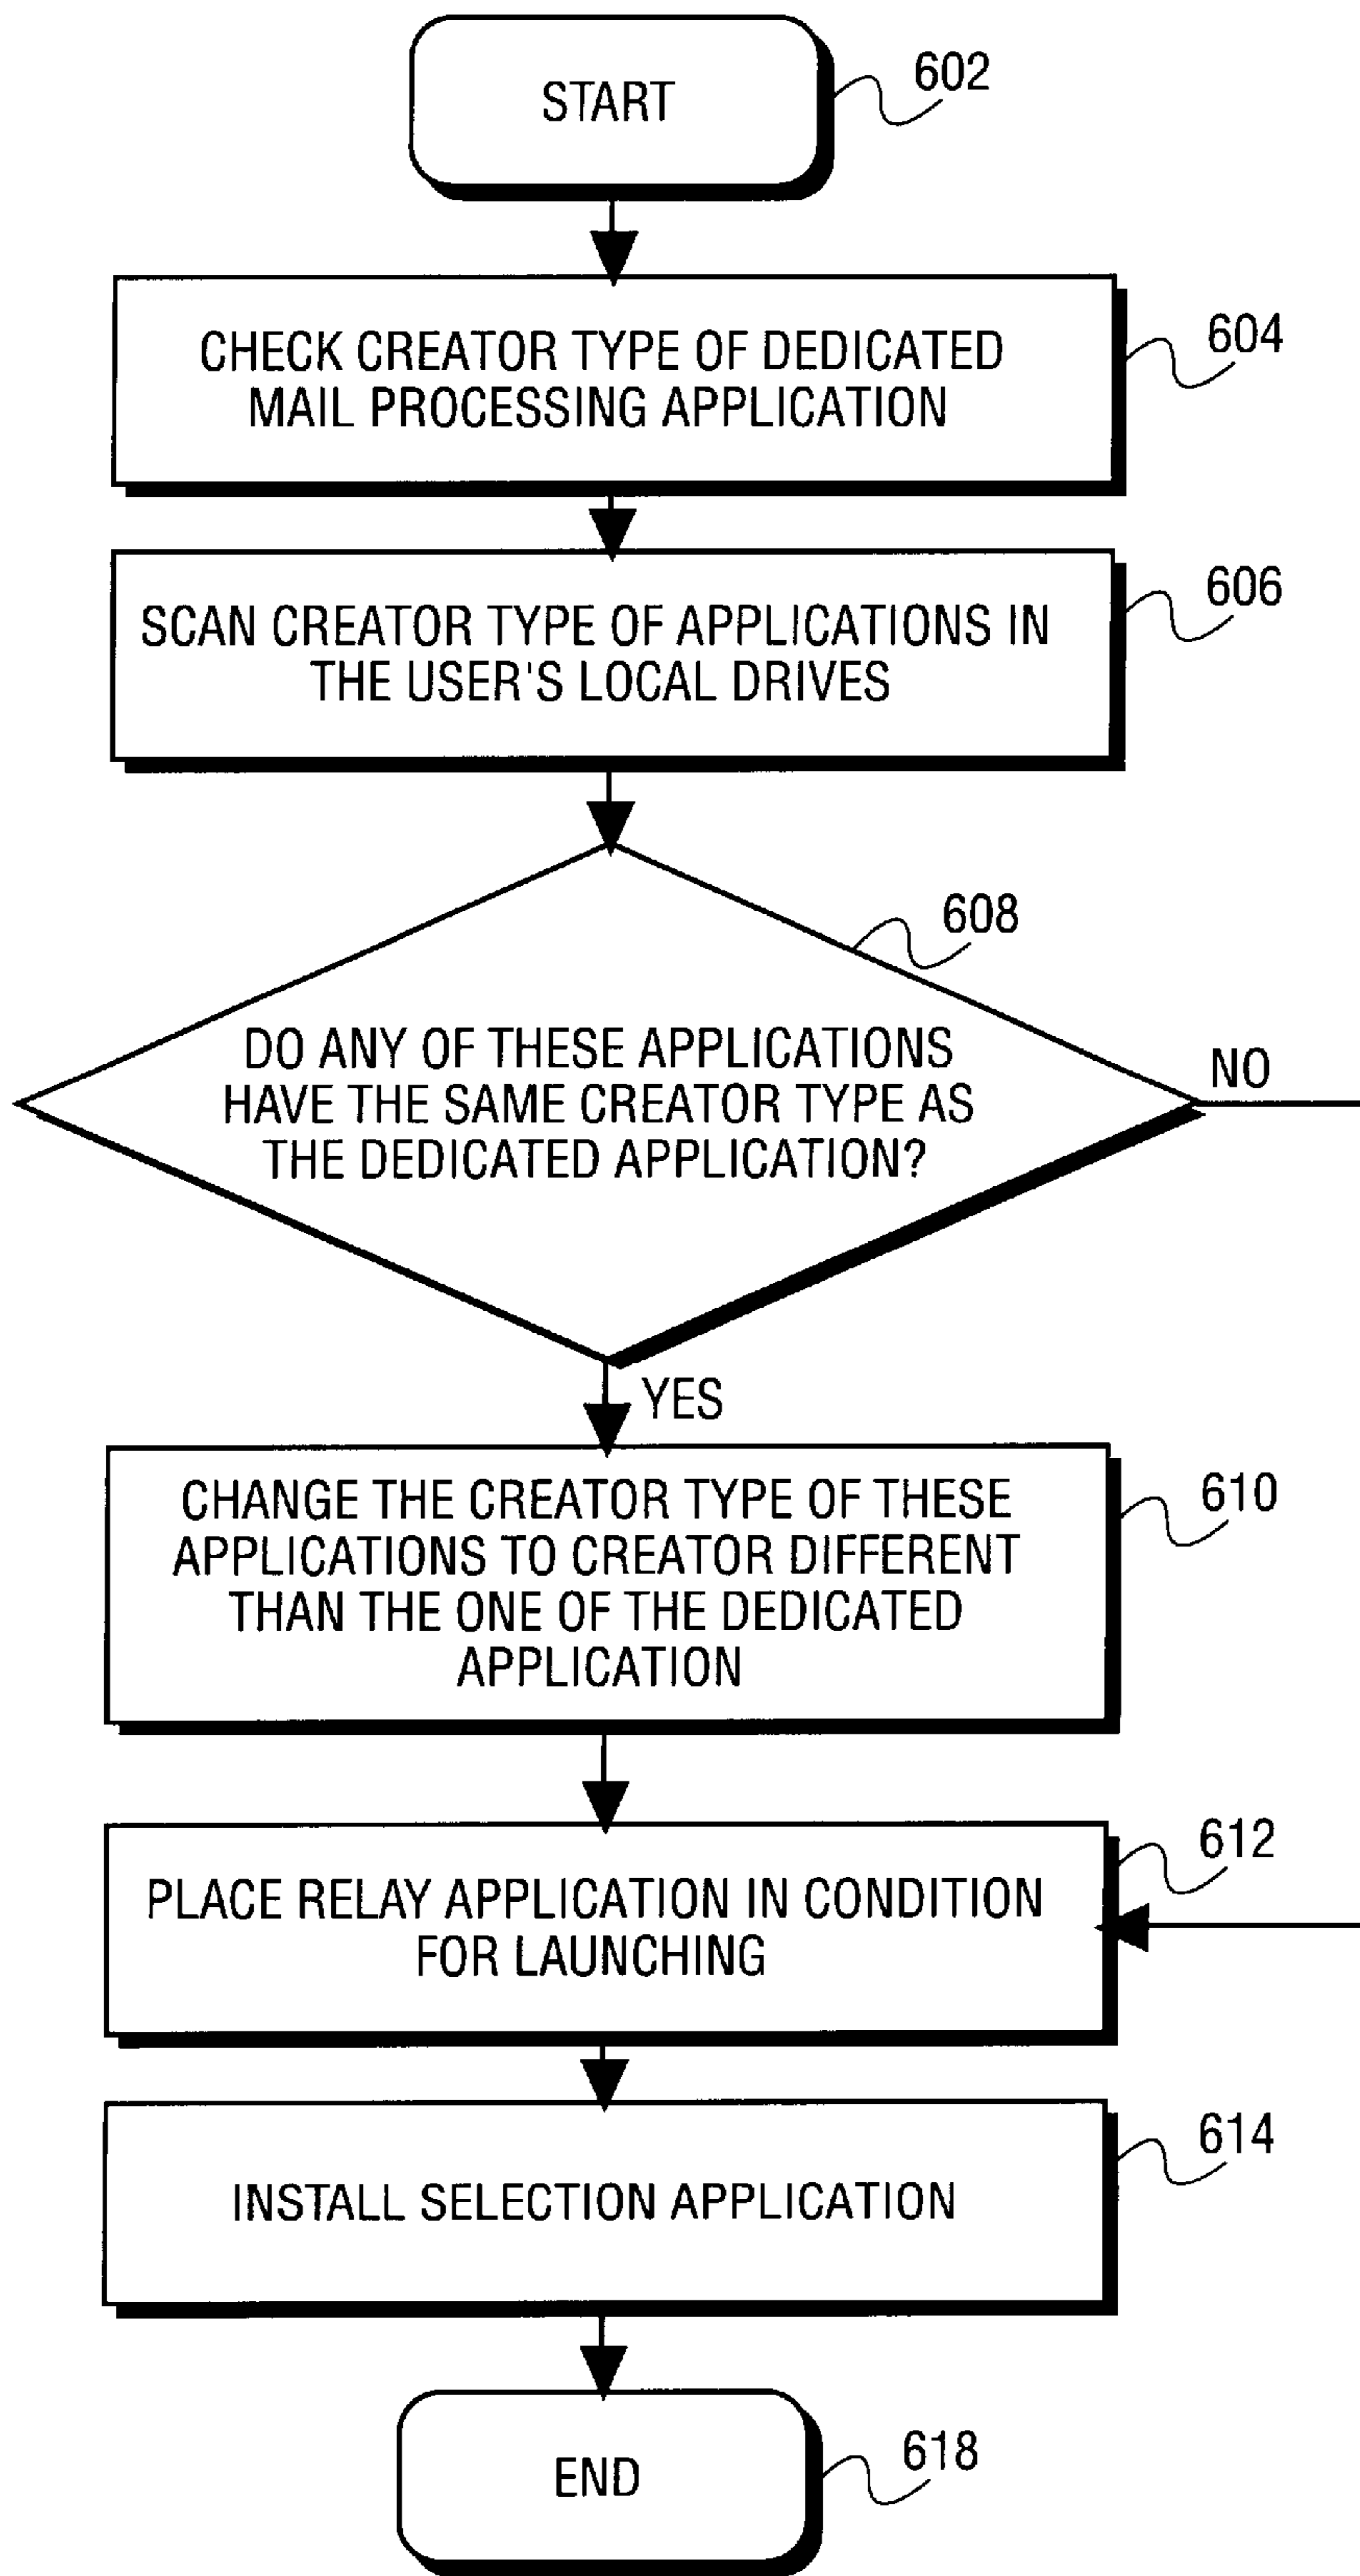 START
602
CHECK CREATOR TYPE OF DEDICATED
MAIL PROCESSING APPLICATION
604
SCAN CREATOR TYPE OF APPLICATIONS IN
THE USER'S LOCAL DRIVES
606
608
DO ANY OF THESE APPLICATIONS
HAVE THE SAME CREATOR TYPE AS
THE DEDICATED APPLICATION?
NO
YES
CHANGE THE CREATOR TYPE OF THESE
APPLICATIONS TO CREATOR DIFFERENT
THAN THE ONE OF THE DEDICATED
APPLICATION
610
PLACE RELAY APPLICATION IN CONDITION
FOR LAUNCHING
612
INSTALL SELECTION APPLICATION
614
END
618